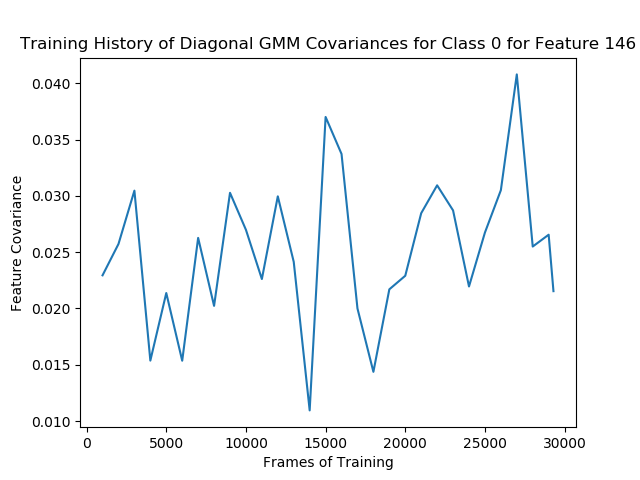 Training History of Diagonal GMM Covariances for Class 0 for Feature 146
0.040
0.035
0.030
0.025
0.020
0.015
0.010
Feature Covariance
0 5000 10000 15000 20000 25000 30000
Frames of Training